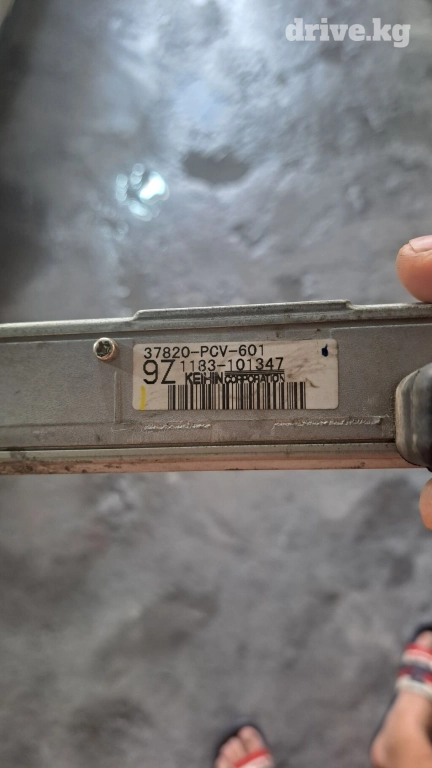 drive.kg
37820-PCV-601
9Z 1183-101347
KEIHIN CORPORATION